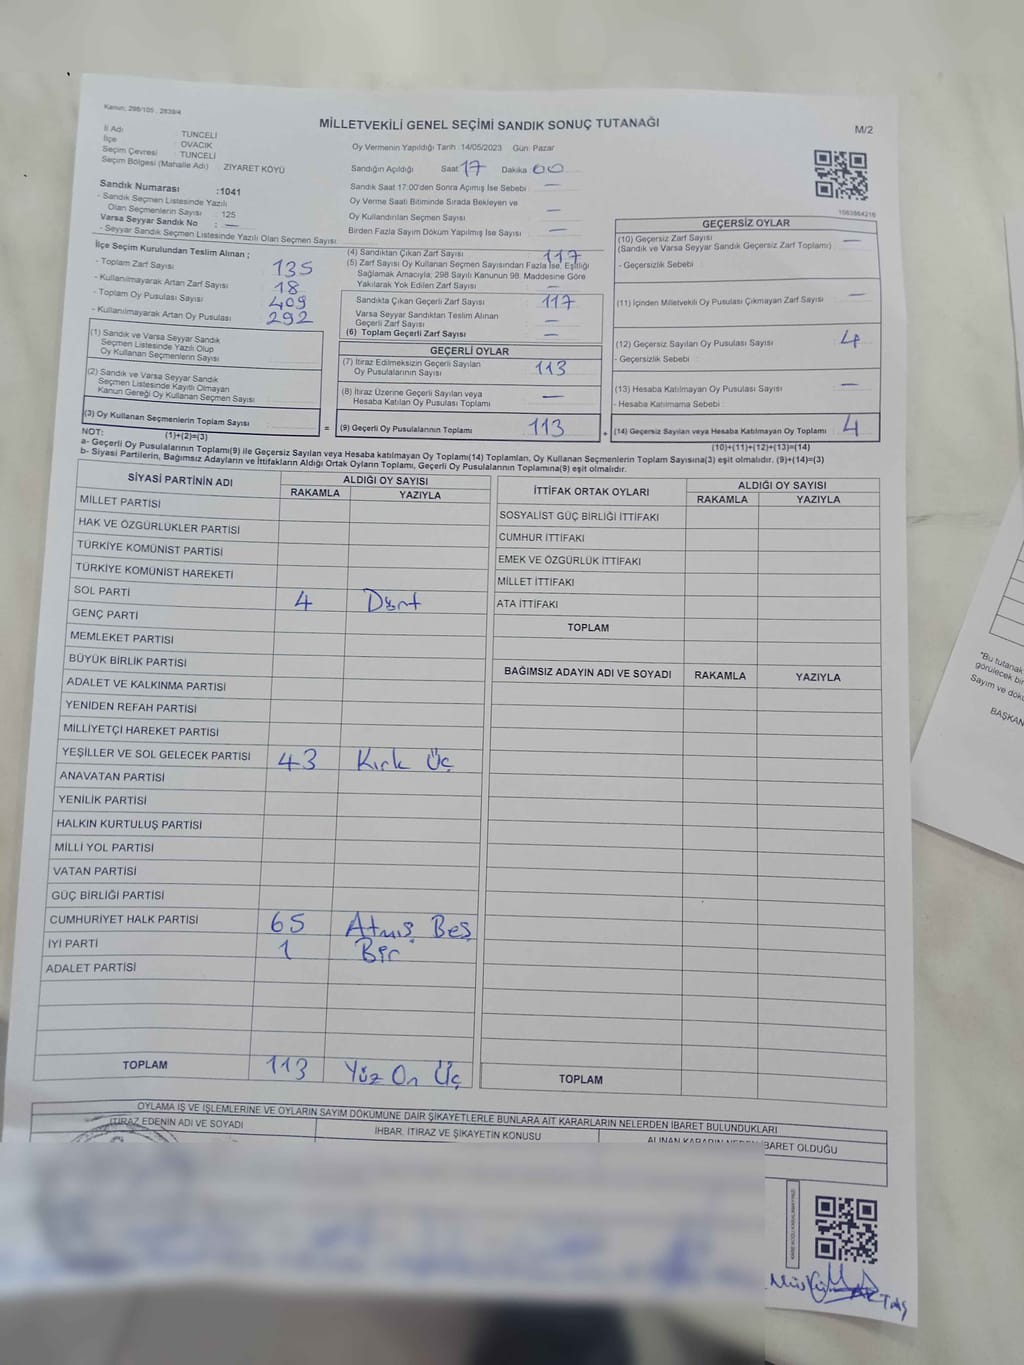 Kanun; 298/105 , 2839/4
MİLLETVEKİLİ GENEL SEÇİMİ SANDIK SONUÇ TUTANAĞI
M/2
İl Adı : TUNCELİ
İlçe : OVACIK
Seçim Çevresi : TUNCELİ
Seçim Bölgesi (Mahalle Adı) : ZİYARET KÖYÜ
Sandık Numarası :1041
- Sandık Seçmen Listesinde Yazılı
Olan Seçmenlerin Sayısı : 125
Varsa Seyyar Sandık No : —
- Seyyar Sandık Seçmen Listesinde Yazılı Olan Seçmen Sayısı
Oy Vermenin Yapıldığı Tarih :14/05/2023 Gün: Pazar
Sandığın Açıldığı Saat 17 Dakika 00
Sandık Saat 17:00'den Sonra Açımış İse Sebebi —
Oy Verme Saati Bitiminde Sırada Bekleyen ve
Oy Kullandırılan Seçmen Sayısı —
Birden Fazla Sayım Döküm Yapılmış İse Sayısı —
1083864216
İlçe Seçim Kurulundan Teslim Alınan ;
- Toplam Zarf Sayısı 135
- Kullanılmayarak Artan Zarf Sayısı 18
- Toplam Oy Pusulası Sayısı 409
- Kullanılmayarak Artan Oy Pusulası 292
(1) Sandık ve Varsa Seyyar Sandık
Seçmen Listesinde Yazılı Olup
Oy Kullanan Seçmenlerin Sayısı
(2) Sandık ve Varsa Seyyar Sandık
Seçmen Listesinde Kayıtlı Olmayan
Kanun Gereği Oy Kullanan Seçmen Sayısı
(3) Oy Kullanan Seçmenlerin Toplam Sayısı
(1)+(2)=(3)
(4) Sandıktan Çıkan Zarf Sayısı 117
(5) Zarf Sayısı Oy Kullanan Seçmen Sayısından Fazla İse, Eşitliği
Sağlamak Amacıyla; 298 Sayılı Kanunun 98. Maddesine Göre
Yakılarak Yok Edilen Zarf Sayısı —
Sandıkta Çıkan Geçerli Zarf Sayısı 117
Varsa Seyyar Sandıktan Teslim Alınan
Geçerli Zarf Sayısı —
(6) Toplam Geçerli Zarf Sayısı —
GEÇERLİ OYLAR
(7) İtiraz Edilmeksizin Geçerli Sayılan
Oy Pusulalarının Sayısı 113
(8) İtiraz Üzerine Geçerli Sayılan veya
Hesaba Katılan Oy Pusulası Toplamı —
= (9) Geçerli Oy Pusulalarının Toplamı 113
GEÇERSİZ OYLAR
(10) Geçersiz Zarf Sayısı —
(Sandık ve Varsa Seyyar Sandık Geçersiz Zarf Toplamı)
- Geçersizlik Sebebi :
(11) İçinden Milletvekili Oy Pusulası Çıkmayan Zarf Sayısı —
(12) Geçersiz Sayılan Oy Pusulası Sayısı 4
- Geçersizlik Sebebi :
(13) Hesaba Katılmayan Oy Pusulası Sayısı —
- Hesaba Katılmama Sebebi :
+ (14) Geçersiz Sayılan veya Hesaba Katılmayan Oy Toplamı 4
(10)+(11)+(12)+(13)=(14)
NOT:
a- Geçerli Oy Pusulalarının Toplamı(9) ile Geçersiz Sayılan veya Hesaba katılmayan Oy Toplamı(14) Toplamları, Oy Kullanan Seçmenlerin Toplam Sayısına(3) eşit olmalıdır. (9)+(14)=(3)
b- Siyasi Partilerin, Bağımsız Adayların ve İttifakların Aldığı Ortak Oyların Toplamı, Geçerli Oy Pusulalarının Toplamına(9) eşit olmalıdır.
SİYASİ PARTİNİN ADI ALDIĞI OY SAYISI
RAKAMLA YAZIYLA
MİLLET PARTİSİ
HAK VE ÖZGÜRLÜKLER PARTİSİ
TÜRKİYE KOMÜNİST PARTİSİ
TÜRKİYE KOMÜNİST HAREKETİ
SOL PARTİ 4 Dört
GENÇ PARTİ
MEMLEKET PARTİSİ
BÜYÜK BİRLİK PARTİSİ
ADALET VE KALKINMA PARTİSİ
YENİDEN REFAH PARTİSİ
MİLLİYETÇİ HAREKET PARTİSİ
YEŞİLLER VE SOL GELECEK PARTİSİ 43 Kırk Üç
ANAVATAN PARTİSİ
YENİLİK PARTİSİ
HALKIN KURTULUŞ PARTİSİ
MİLLİ YOL PARTİSİ
VATAN PARTİSİ
GÜÇ BİRLİĞİ PARTİSİ
CUMHURİYET HALK PARTİSİ 65 Atmış Beş
İYİ PARTİ 1 Bir
ADALET PARTİSİ
TOPLAM 113 Yüz On Üç
İTTİFAK ORTAK OYLARI ALDIĞI OY SAYISI
RAKAMLA YAZIYLA
SOSYALİST GÜÇ BİRLİĞİ İTTİFAKI
CUMHUR İTTİFAKI
EMEK VE ÖZGÜRLÜK İTTİFAKI
MİLLET İTTİFAKI
ATA İTTİFAKI
TOPLAM
BAĞIMSIZ ADAYIN ADI VE SOYADI RAKAMLA YAZIYLA
TOPLAM
OYLAMA İŞ VE İŞLEMLERİNE VE OYLARIN SAYIM DÖKÜMÜNE DAİR ŞİKAYETLERLE BUNLARA AİT KARARLARIN NELERDEN İBARET BULUNDUKLARI
İTİRAZ EDENİN ADI VE SOYADI İHBAR, İTİRAZ VE ŞİKAYETİN KONUSU ALINAN KARARIN NEDEN İBARET OLDUĞU
"Bu tutanak
görülecek bir
Sayım ve dökü
BAŞKAN